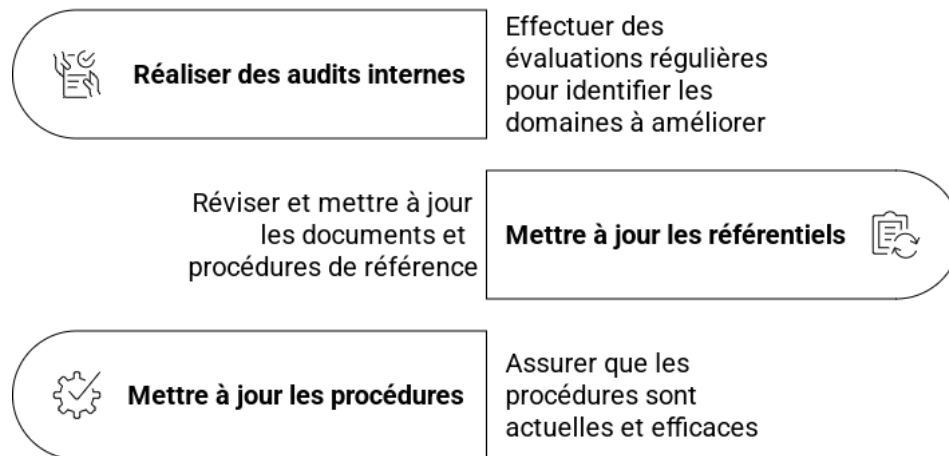 Réaliser des audits internes
Effectuer des
évaluations régulières
pour identifier les
domaines à améliorer
Réviser et mettre à jour
les documents et
procédures de référence
Mettre à jour les référentiels
Mettre à jour les procédures
Assurer que les
procédures sont
actuelles et efficaces